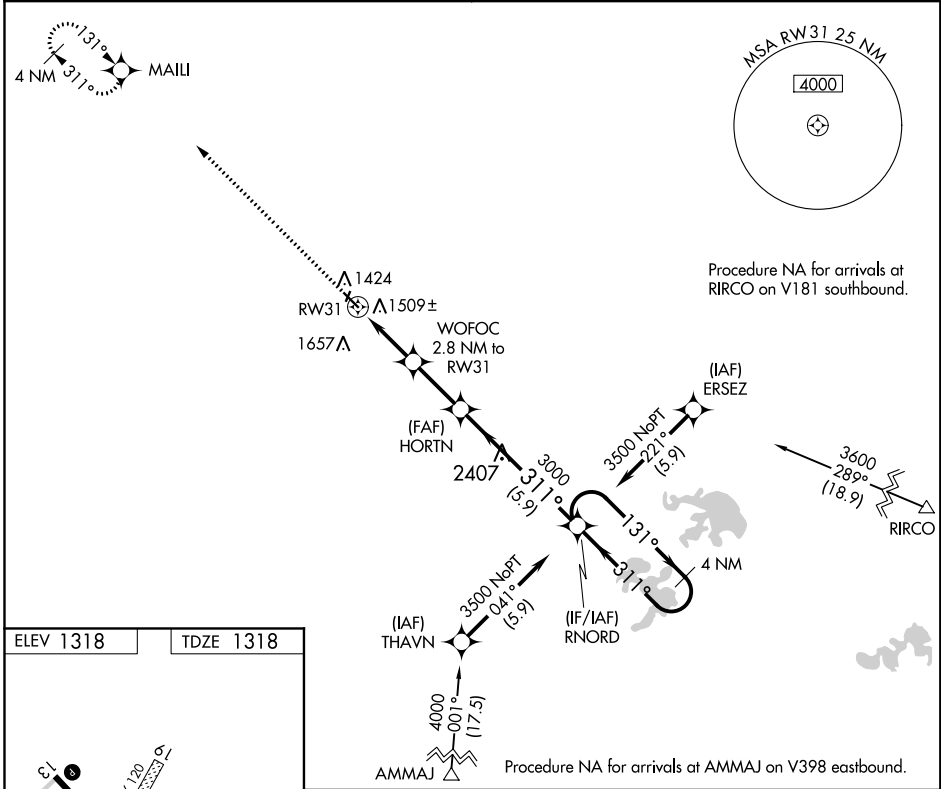 131°
4 NM
311°
MAILI
MSA RW31 25 NM
4000
Procedure NA for arrivals at
RIRCO on V181 southbound.
1424
RW31
1509±
1657
WOFOC
2.8 NM to
RW31
(IAF)
ERSEZ
(FAF)
HORTN
3500 NoPT
221°
(5.9)
2407
3000
311°
(5.9)
3600
289°
(18.9)
RIRCO
131°
311°
4 NM
3500 NoPT
041°
(5.9)
(IAF)
THAVN
(IF/IAF)
RNORD
ELEV 1318
TDZE 1318
4000
001°
(17.5)
AMMAJ
Procedure NA for arrivals at AMMAJ on V398 eastbound.
13
P
120
19